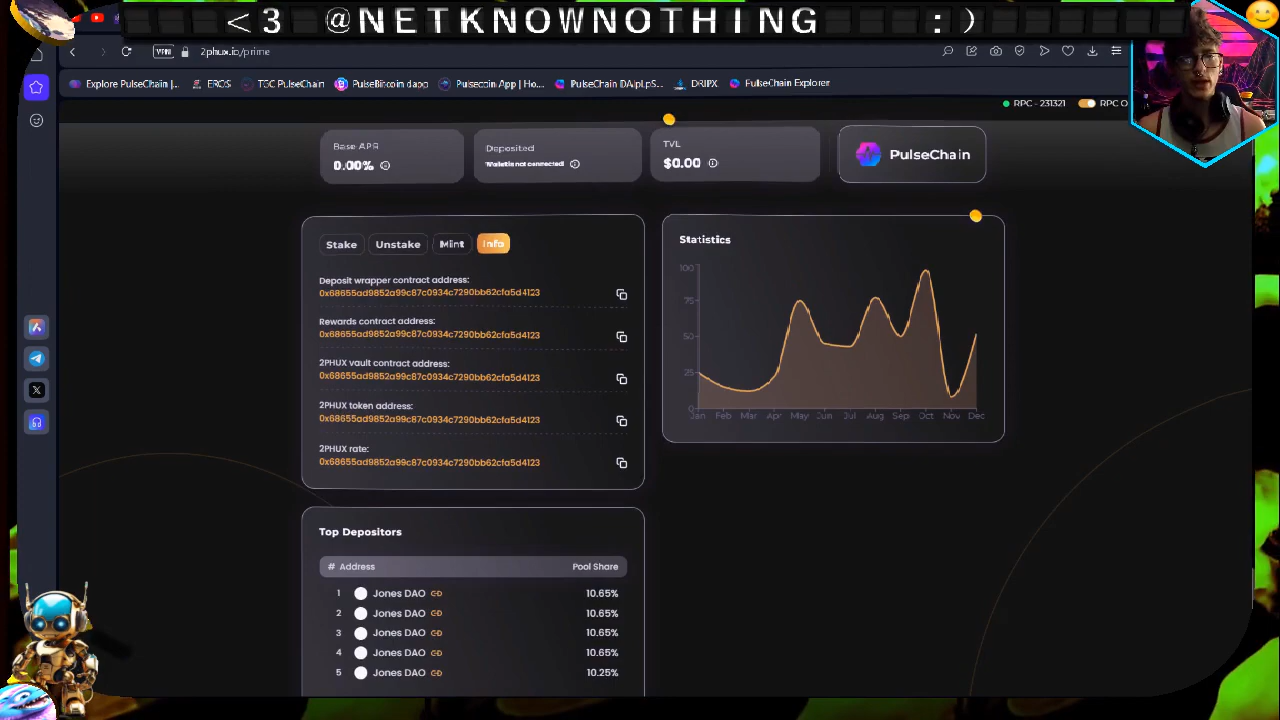 <3 @NETKNOWNOTHING :)
VPN 2phux.io/prime
Explore PulseChain |... EROS TGC PulseChain PulseBitcoin dapp Pulsecoin App | Ho... PulseChain DAIpl,pS... DRIPX PulseChain Explorer
RPC - 231321 RPC O
Base APR Deposited TVL
0.00% Wallet is not connected $0.00 PulseChain
Stake Unstake Mint Info
Deposit wrapper contract address:
0x68655ad9852a99c87c0934c7290bb62cfa5d4123
Rewards contract address:
0x68655ad9852a99c87c0934c7290bb62cfa5d4123
2PHUX vault contract address:
0x68655ad9852a99c87c0934c7290bb62cfa5d4123
2PHUX token address:
0x68655ad9852a99c87c0934c7290bb62cfa5d4123
2PHUX rate:
0x68655ad9852a99c87c0934c7290bb62cfa5d4123
Statistics
100
75
50
25
0
Jan Feb Mar Apr May Jun Jul Aug Sep Oct Nov Dec
Top Depositors
# Address Pool Share
1 Jones DAO 10.65%
2 Jones DAO 10.65%
3 Jones DAO 10.65%
4 Jones DAO 10.65%
5 Jones DAO 10.25%